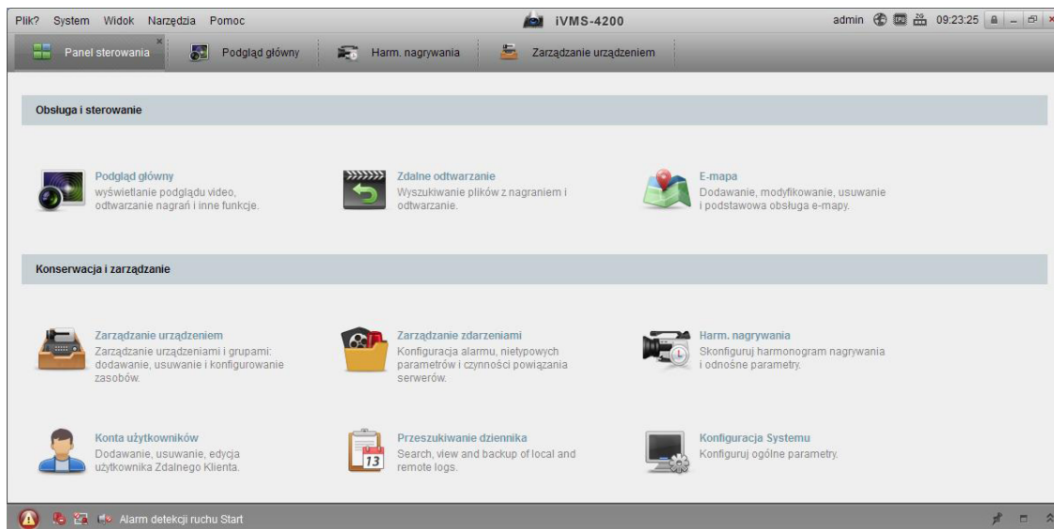 Plik? System Widok Narzędzia Pomoc iVMS-4200 admin 09:23:25
Panel sterowania Podgląd główny Harm. nagrywania Zarządzanie urządzeniem
Obsługa i sterowanie
Podgląd główny
wyświetlanie podglądu video,
odtwarzanie nagrań i inne funkcje.
Zdalne odtwarzanie
Wyszukiwanie plików z nagraniem i
odtwarzanie.
E-mapa
Dodawanie, modyfikowanie, usuwanie
i podstawowa obsługa e-mapy.
Konserwacja i zarządzanie
Zarządzanie urządzeniem
Zarządzanie urządzeniami i grupami:
dodawanie, usuwanie i konfigurowanie
zasobów.
Zarządzanie zdarzeniami
Konfiguracja alarmu, nietypowych
parametrów i czynności powiązania
serwerów.
Harm. nagrywania
Skonfiguruj harmonogram nagrywania
i odnośne parametry.
Konta użytkowników
Dodawanie, usuwanie, edycja
użytkownika Zdalnego Klienta.
13
Przeszukiwanie dziennika
Search, view and backup of local and
remote logs.
Konfiguracja Systemu
Konfiguruj ogólne parametry.
Alarm detekcji ruchu Start